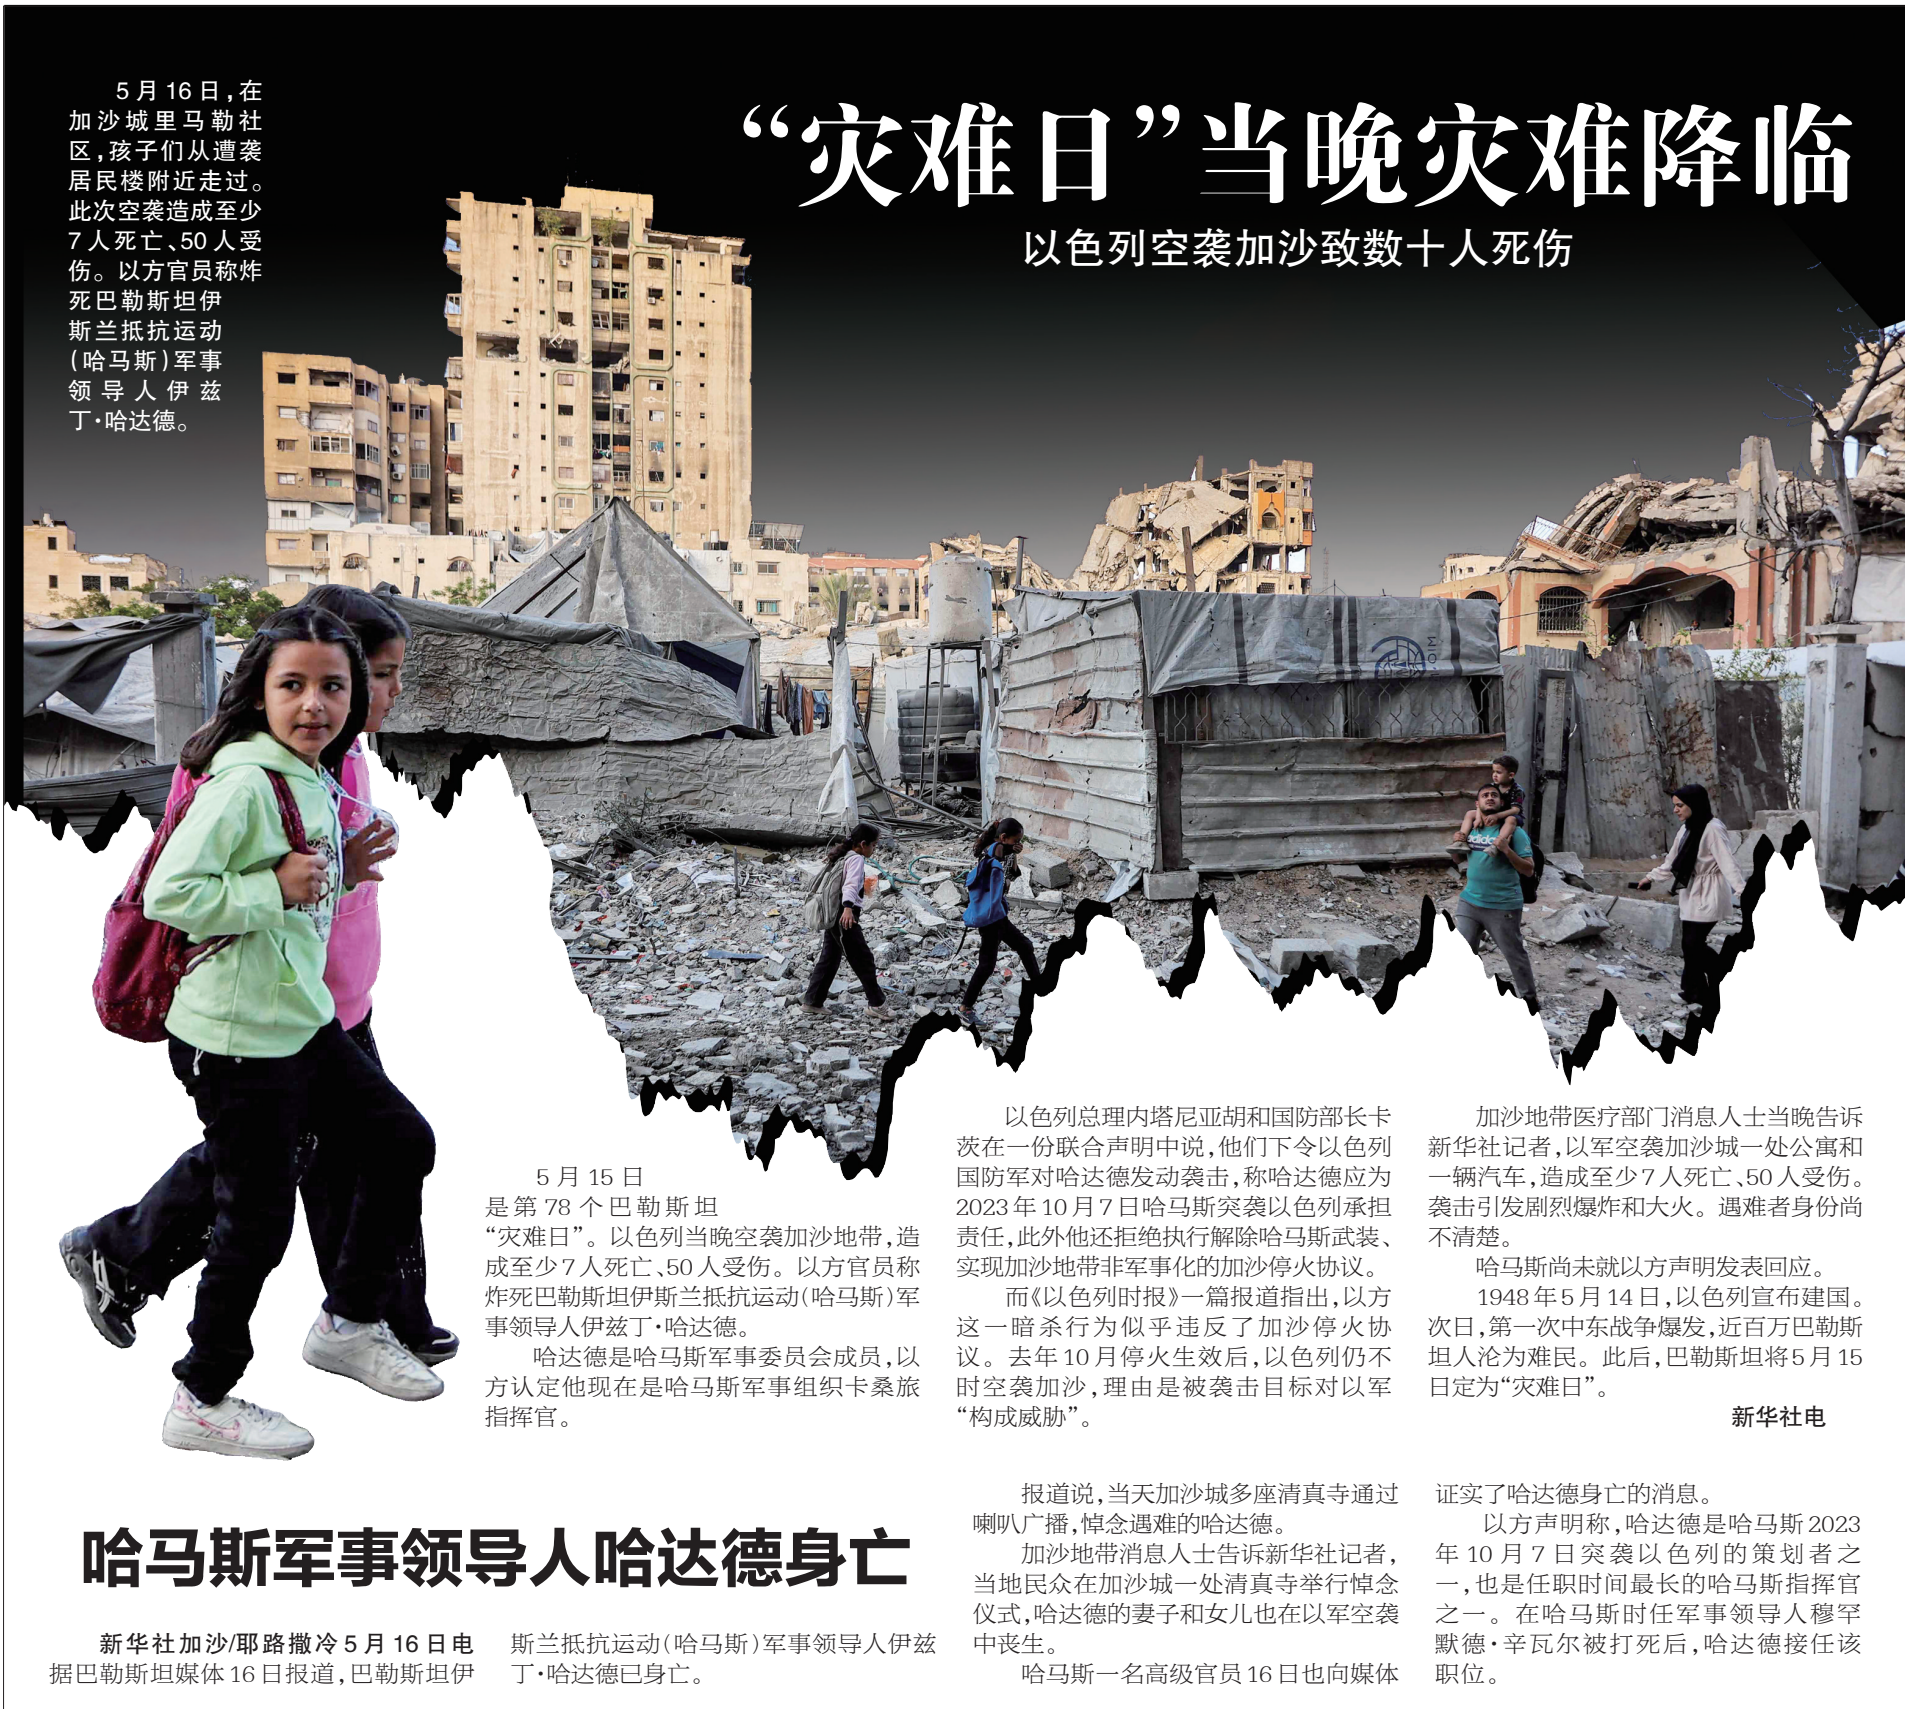 5月16日，在
加沙城里马勒社
区，孩子们从遭袭
居民楼附近走过。
此次空袭造成至少
7人死亡、50人受
伤。以方官员称炸
死巴勒斯坦伊
斯兰抵抗运动
（哈马斯）军事
领导人伊兹
丁·哈达德。
“灾难日”当晚灾难降临
以色列空袭加沙致数十人死伤
adidas
5月15日
是第78个巴勒斯坦
“灾难日”。以色列当晚空袭加沙地带，造
成至少7人死亡、50人受伤。以方官员称
炸死巴勒斯坦伊斯兰抵抗运动（哈马斯）军
事领导人伊兹丁·哈达德。
哈达德是哈马斯军事委员会成员，以
方认定他现在是哈马斯军事组织卡桑旅
指挥官。
以色列总理内塔尼亚胡和国防部长卡
茨在一份联合声明中说，他们下令以色列
国防军对哈达德发动袭击，称哈达德应为
2023年10月7日哈马斯突袭以色列承担
责任，此外他还拒绝执行解除哈马斯武装、
实现加沙地带非军事化的加沙停火协议。
而《以色列时报》一篇报道指出，以方
这一暗杀行为似乎违反了加沙停火协
议。去年10月停火生效后，以色列仍不
时空袭加沙，理由是被袭击目标对以军
“构成威胁”。
加沙地带医疗部门消息人士当晚告诉
新华社记者，以军空袭加沙城一处公寓和
一辆汽车，造成至少7人死亡、50人受伤。
袭击引发剧烈爆炸和大火。遇难者身份尚
不清楚。
哈马斯尚未就以方声明发表回应。
1948年5月14日，以色列宣布建国。
次日，第一次中东战争爆发，近百万巴勒斯
坦人沦为难民。此后，巴勒斯坦将5月15
日定为“灾难日”。
新华社电
哈马斯军事领导人哈达德身亡
新华社加沙/耶路撒冷5月16日电
据巴勒斯坦媒体16日报道，巴勒斯坦伊
斯兰抵抗运动（哈马斯）军事领导人伊兹
丁·哈达德已身亡。
报道说，当天加沙城多座清真寺通过
喇叭广播，悼念遇难的哈达德。
加沙地带消息人士告诉新华社记者，
当地民众在加沙城一处清真寺举行悼念
仪式，哈达德的妻子和女儿也在以军空袭
中丧生。
哈马斯一名高级官员16日也向媒体
证实了哈达德身亡的消息。
以方声明称，哈达德是哈马斯2023
年10月7日突袭以色列的策划者之
一，也是任职时间最长的哈马斯指挥官
之一。在哈马斯时任军事领导人穆罕
默德·辛瓦尔被打死后，哈达德接任该
职位。